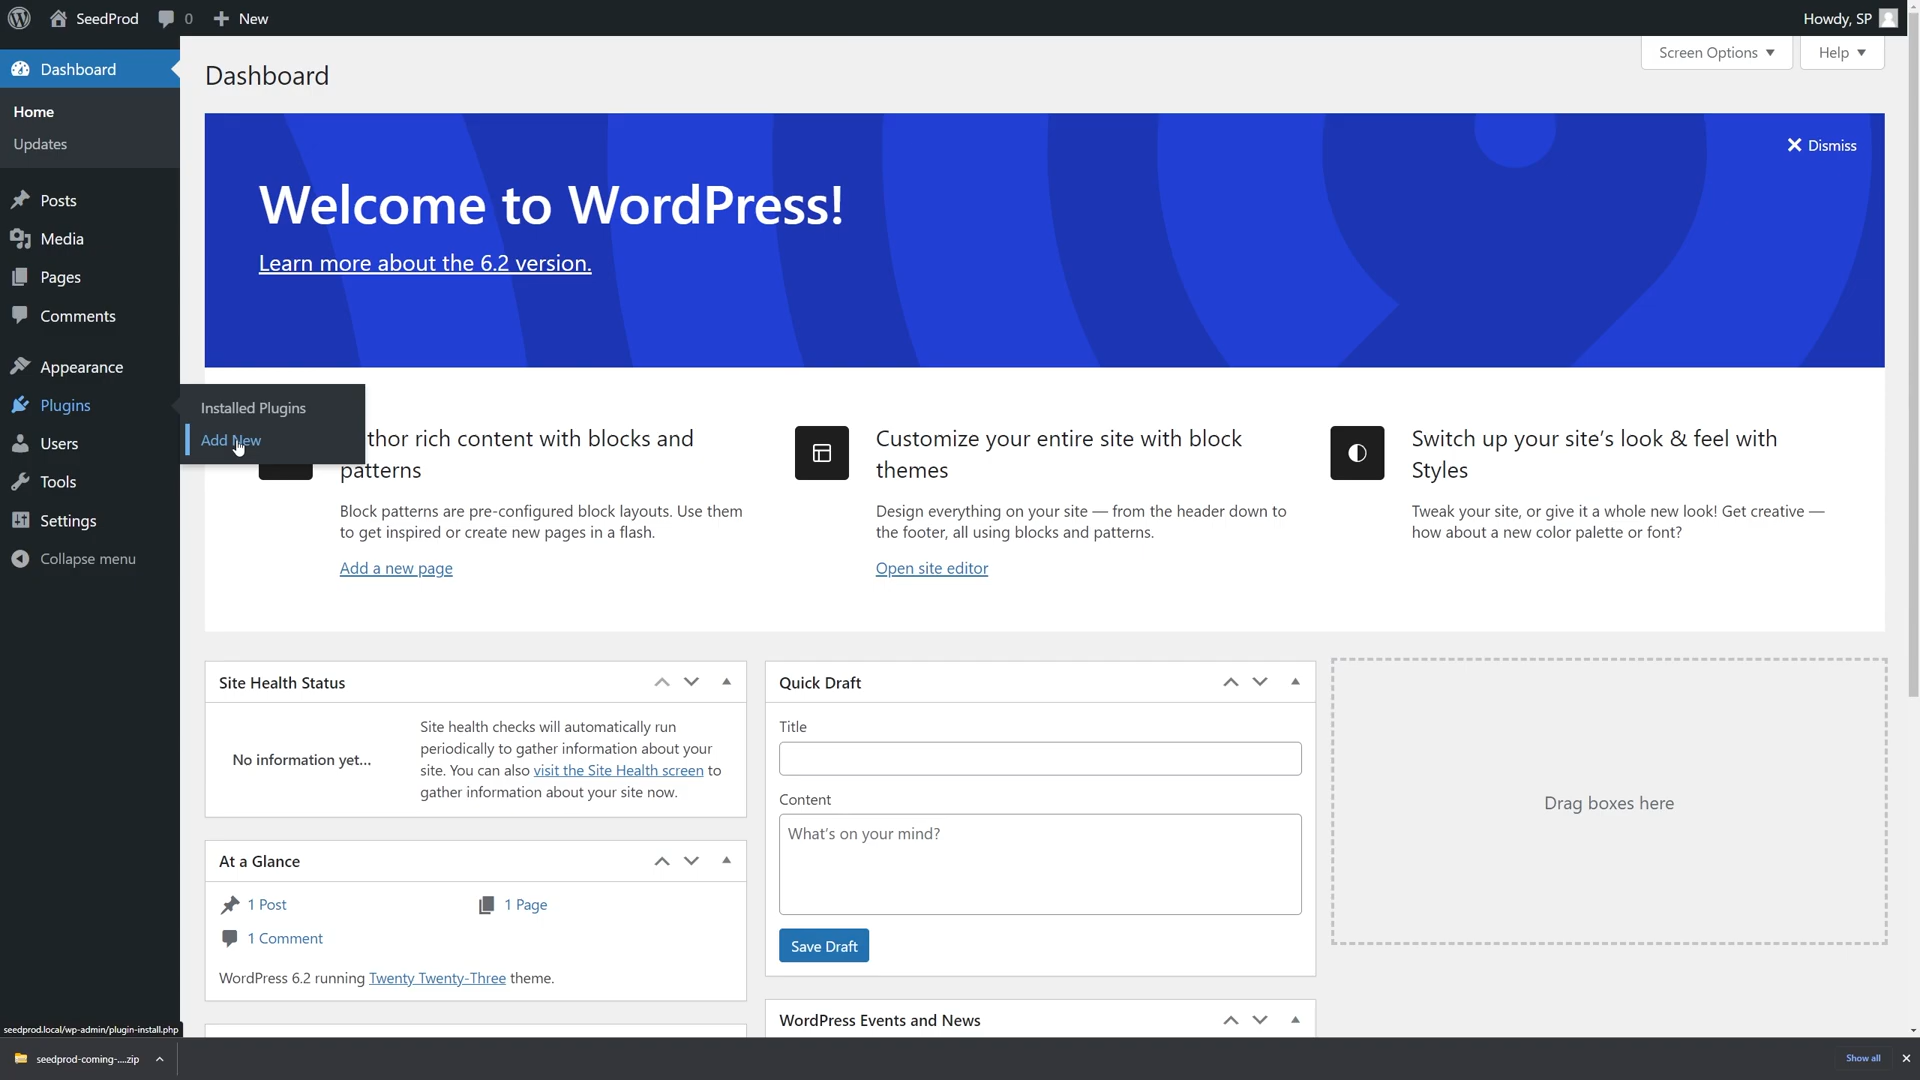 SeedProd 0 New Howdy, SP
Screen Options Help
Dashboard
Home
Updates
Posts
Media
Pages
Comments
Appearance
Plugins
Users
Tools
Settings
Collapse menu
Installed Plugins
Add New
Dashboard
Dismiss
Welcome to WordPress!
Learn more about the 6.2 version.
thor rich content with blocks and
patterns
Block patterns are pre-configured block layouts. Use them
to get inspired or create new pages in a flash.
Add a new page
Customize your entire site with block
themes
Design everything on your site — from the header down to
the footer, all using blocks and patterns.
Open site editor
Switch up your site's look & feel with
Styles
Tweak your site, or give it a whole new look! Get creative —
how about a new color palette or font?
Site Health Status
No information yet...
Site health checks will automatically run
periodically to gather information about your
site. You can also visit the Site Health screen to
gather information about your site now.
At a Glance
1 Post 1 Page
1 Comment
WordPress 6.2 running Twenty Twenty-Three theme.
Quick Draft
Title
Content
What's on your mind?
Save Draft
WordPress Events and News
Drag boxes here
seedprod.local/wp-admin/plugin-install.php
seedprod-coming-....zip Show all